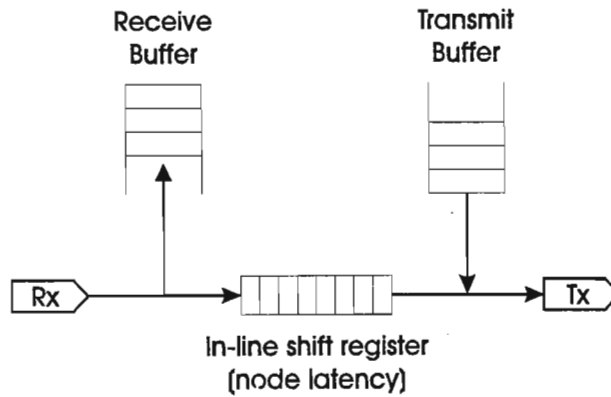 Receive
Buffer
Transmit
Buffer
Rx
Tx
In-line shift register
(node latency)